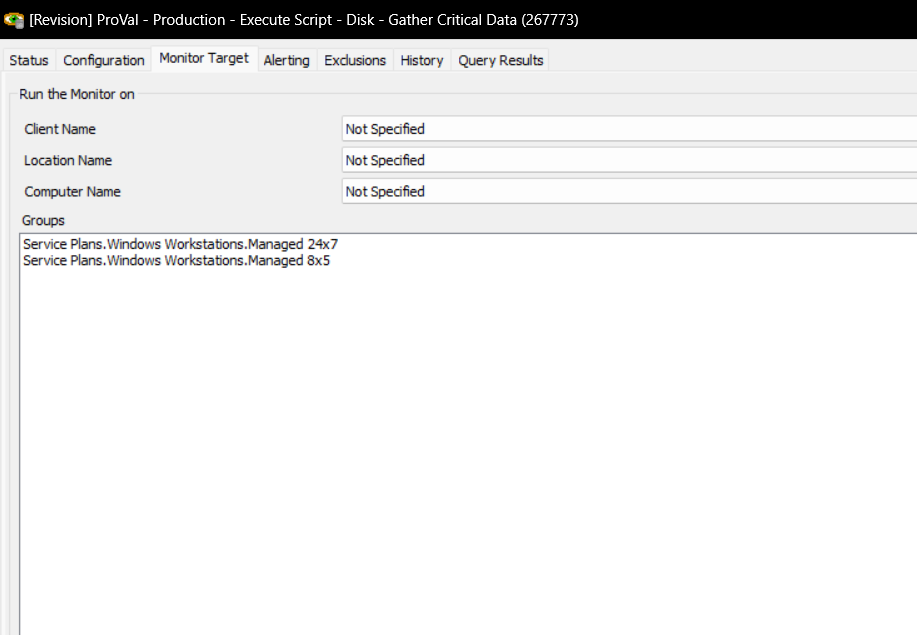 [Revision] ProVal - Production - Execute Script - Disk - Gather Critical Data (267773)
Status Configuration Monitor Target Alerting Exclusions History Query Results
Run the Monitor on
Client Name Not Specified
Location Name Not Specified
Computer Name Not Specified
Groups
Service Plans.Windows Workstations.Managed 24x7
Service Plans.Windows Workstations.Managed 8x5